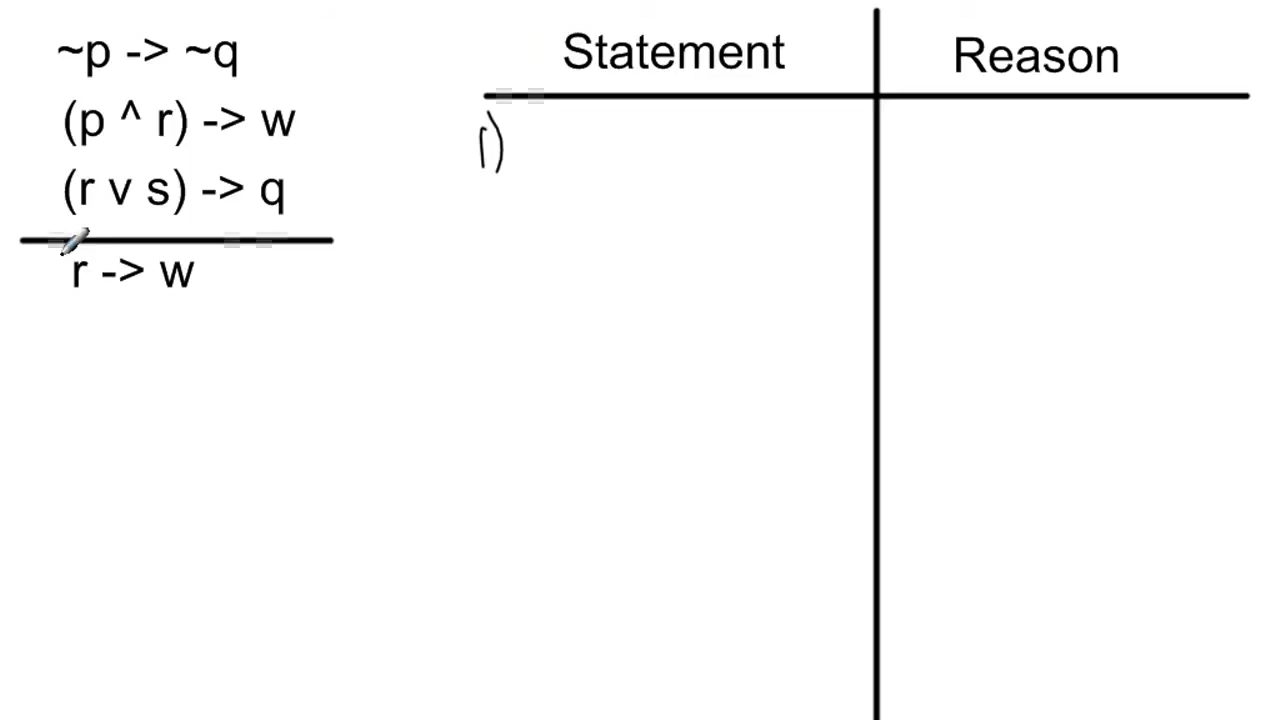 ~p -> ~q
(p ^ r) -> w
(r v s) -> q
r -> w
Statement Reason
1)